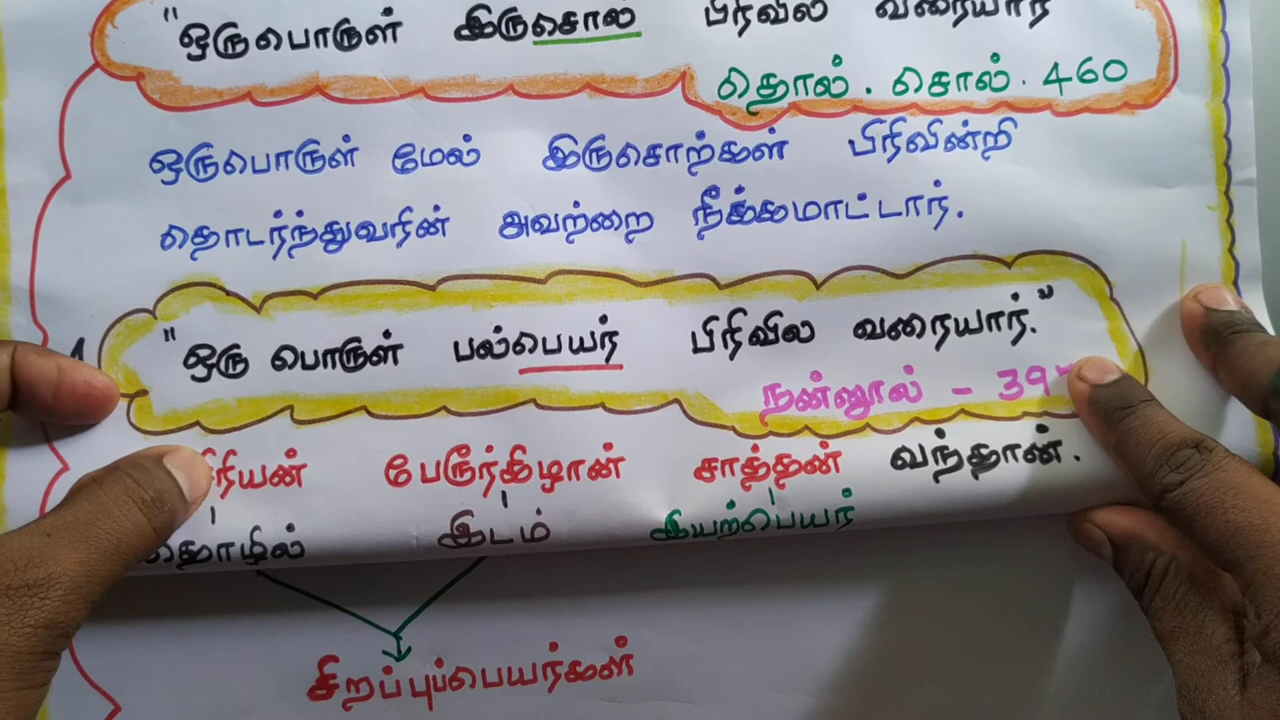 "ஒருபொருள் இருசொல் பிரிவில வரையார்
தொல். சொல். 460
ஒருபொருள் மேல் இருசொற்கள் பிரிவின்றி
தொடர்ந்துவரின் அவற்றை நீக்கமாட்டார்.
"ஒரு பொருள் பல்பெயர் பிரிவில வரையார்."
நன்னூல் - 39
பேரூர்கிழான் சாத்தன் வந்தான்.
தொழில் இடம் இயற்பெயர்
சிறப்புப்பெயர்கள்